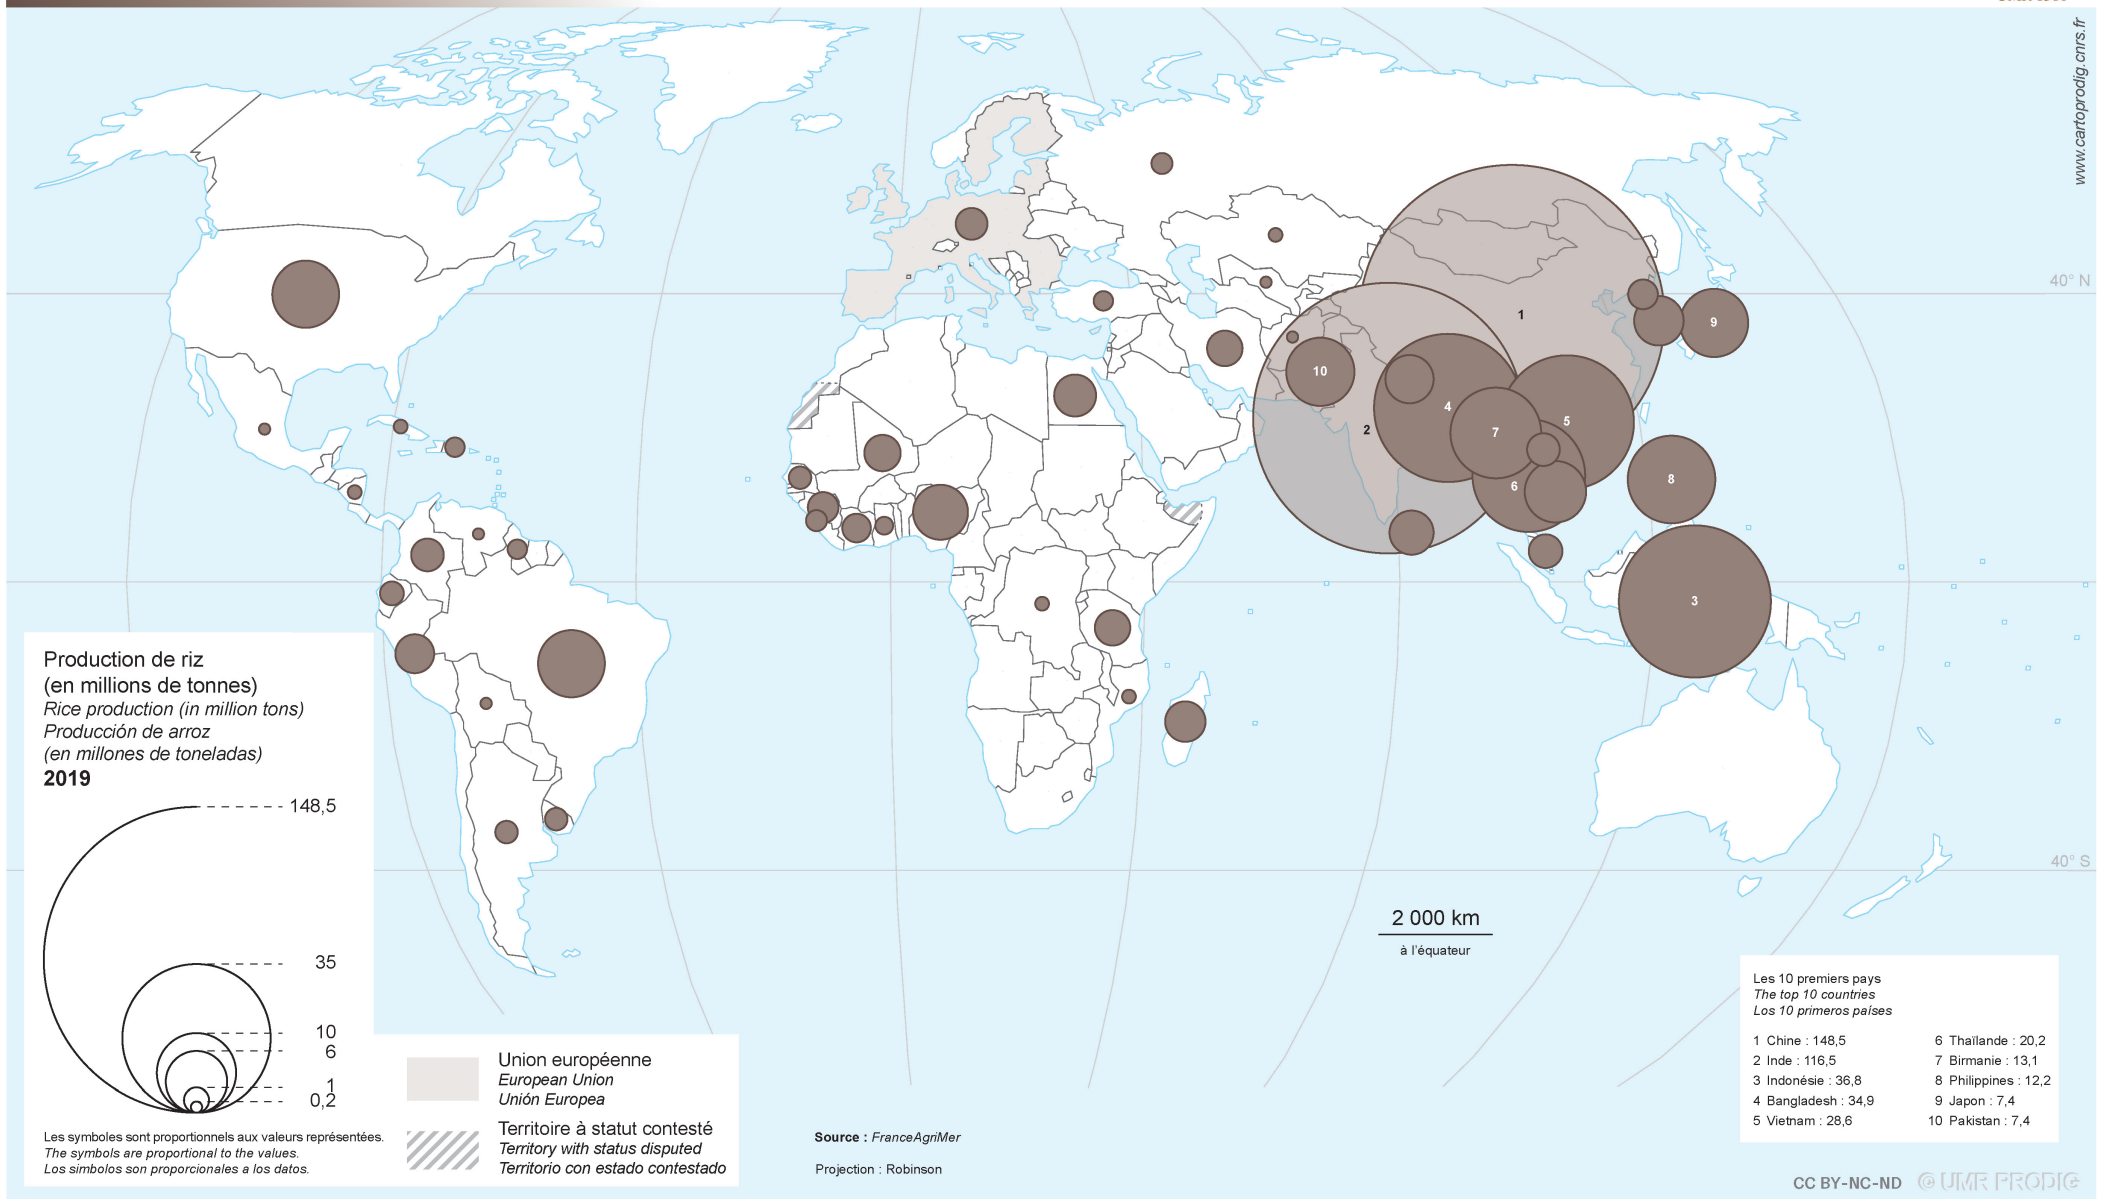 www.cartoprodig.cnrs.fr
40° N
1
9
10
4
5
2
7
6
8
3
40° S
Production de riz
(en millions de tonnes)
Rice production (in million tons)
Producción de arroz
(en millones de toneladas)
2019
148,5
35
10
6
1
0,2
Les symboles sont proportionnels aux valeurs représentées.
The symbols are proportional to the values.
Los simbolos son proporcionales a los datos.
Union européenne
European Union
Unión Europea
Territoire à statut contesté
Territory with status disputed
Territorio con estado contestado
Source : FranceAgriMer
Projection : Robinson
2 000 km
à l'équateur
Les 10 premiers pays
The top 10 countries
Los 10 primeros países
1 Chine : 148,5
2 Inde : 116,5
3 Indonésie : 36,8
4 Bangladesh : 34,9
5 Vietnam : 28,6
6 Thaïlande : 20,2
7 Birmanie : 13,1
8 Philippines : 12,2
9 Japon : 7,4
10 Pakistan : 7,4
CC BY-NC-ND © UMR PRODIG